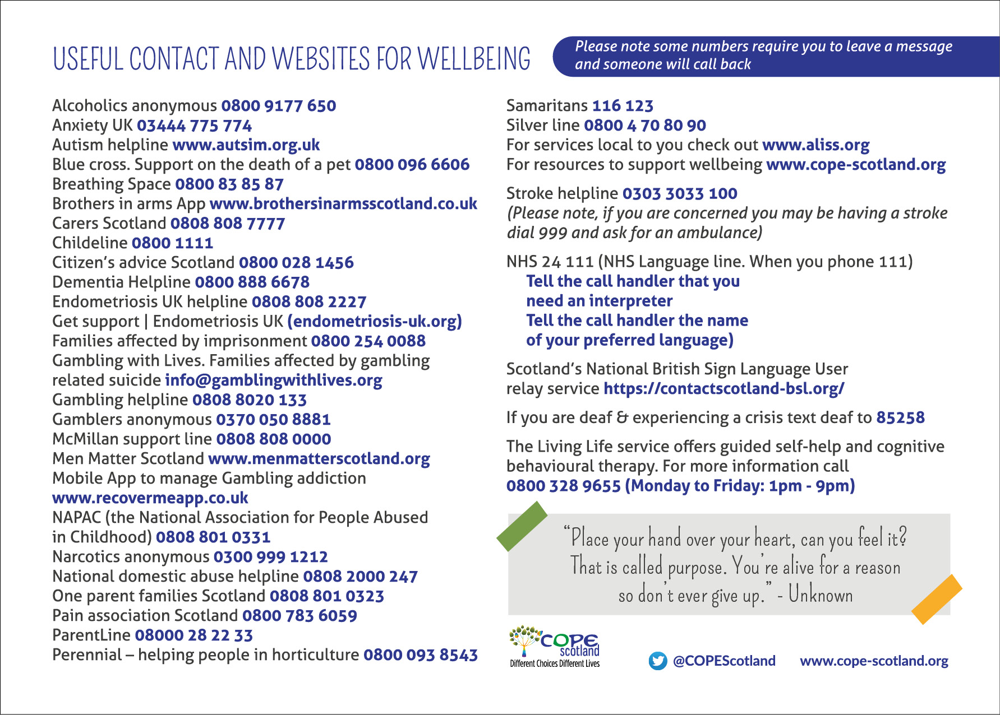 USEFUL CONTACT AND WEBSITES FOR WELLBEING
Please note some numbers require you to leave a message
and someone will call back
Alcoholics anonymous 0800 9177 650
Anxiety UK 03444 775 774
Autism helpline www.autsim.org.uk
Blue cross. Support on the death of a pet 0800 096 6606
Breathing Space 0800 83 85 87
Brothers in arms App www.brothersinarmsscotland.co.uk
Carers Scotland 0808 808 7777
Childeline 0800 1111
Citizen's advice Scotland 0800 028 1456
Dementia Helpline 0800 888 6678
Endometriosis UK helpline 0808 808 2227
Get support | Endometriosis UK (endometriosis-uk.org)
Families affected by imprisonment 0800 254 0088
Gambling with Lives. Families affected by gambling
related suicide info@gamblingwithlives.org
Gambling helpline 0808 8020 133
Gamblers anonymous 0370 050 8881
McMillan support line 0808 808 0000
Men Matter Scotland www.menmatterscotland.org
Mobile App to manage Gambling addiction
www.recovermeapp.co.uk
NAPAC (the National Association for People Abused
in Childhood) 0808 801 0331
Narcotics anonymous 0300 999 1212
National domestic abuse helpline 0808 2000 247
One parent families Scotland 0808 801 0323
Pain association Scotland 0800 783 6059
ParentLine 08000 28 22 33
Perennial – helping people in horticulture 0800 093 8543
Samaritans 116 123
Silver line 0800 4 70 80 90
For services local to you check out www.aliss.org
For resources to support wellbeing www.cope-scotland.org
Stroke helpline 0303 3033 100
(Please note, if you are concerned you may be having a stroke
dial 999 and ask for an ambulance)
NHS 24 111 (NHS Language line. When you phone 111)
Tell the call handler that you
need an interpreter
Tell the call handler the name
of your preferred language)
Scotland's National British Sign Language User
relay service https://contactscotland-bsl.org/
If you are deaf & experiencing a crisis text deaf to 85258
The Living Life service offers guided self-help and cognitive
behavioural therapy. For more information call
0800 328 9655 (Monday to Friday: 1pm - 9pm)
“Place your hand over your heart, can you feel it?
That is called purpose. You're alive for a reason
so don't ever give up.” - Unknown
COPE
scotland
Different Choices Different Lives
@COPEScotland
www.cope-scotland.org